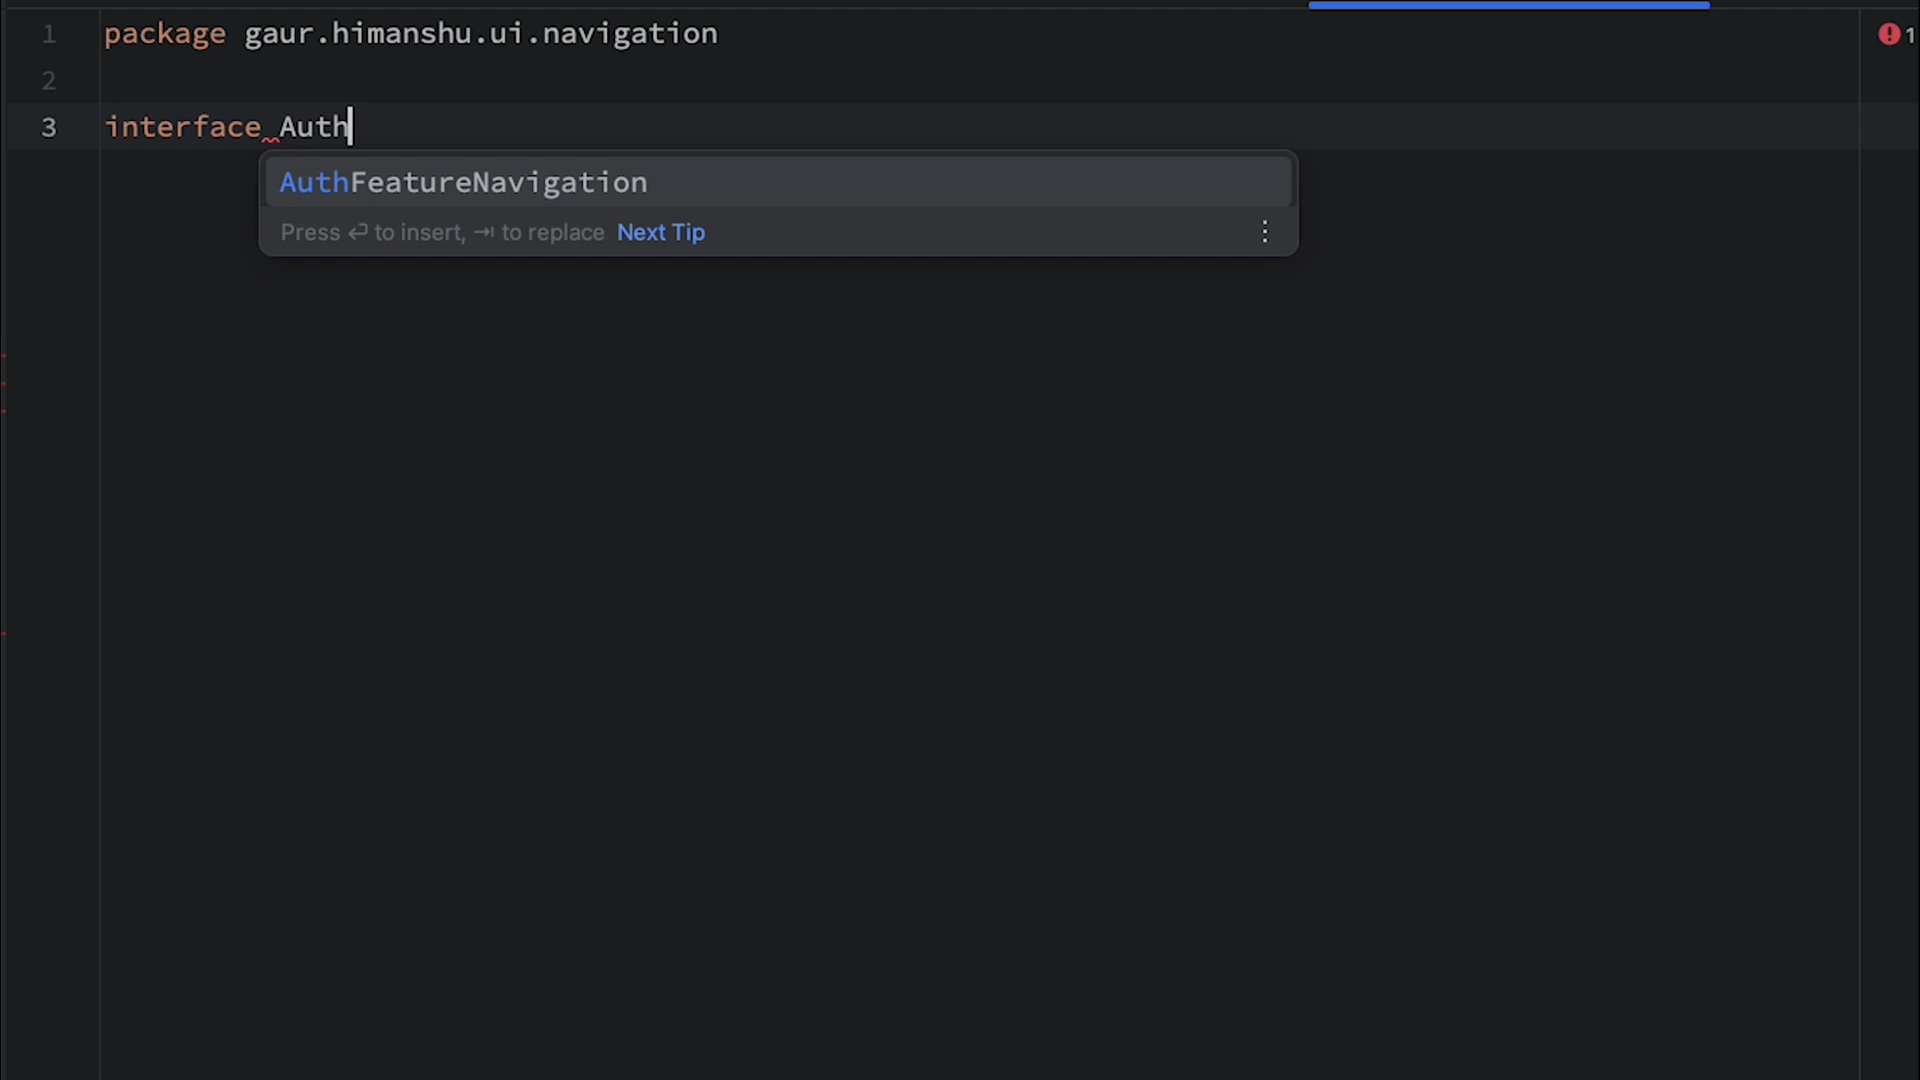 1 package gaur.himanshu.ui.navigation
1
2
3 interface Auth
AuthFeatureNavigation
Press ⏎ to insert, ⇥ to replace Next Tip